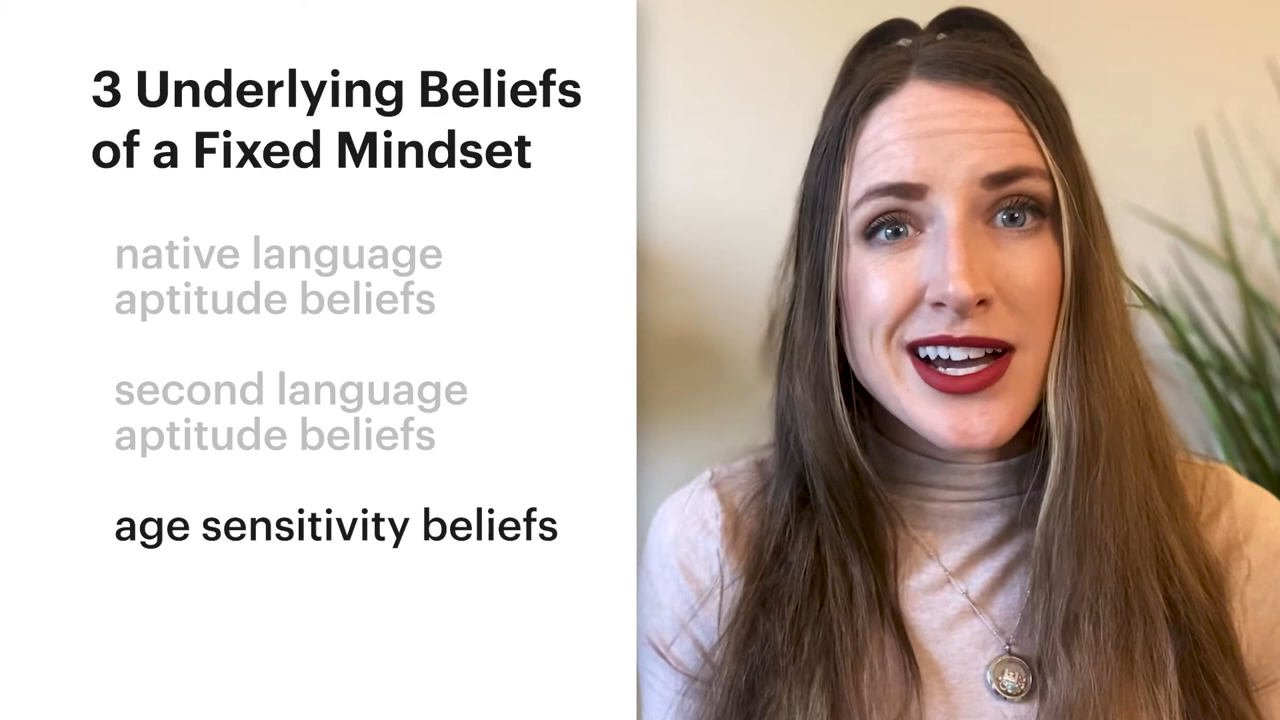 3 Underlying Beliefs
of a Fixed Mindset
native language
aptitude beliefs
second language
aptitude beliefs
age sensitivity beliefs